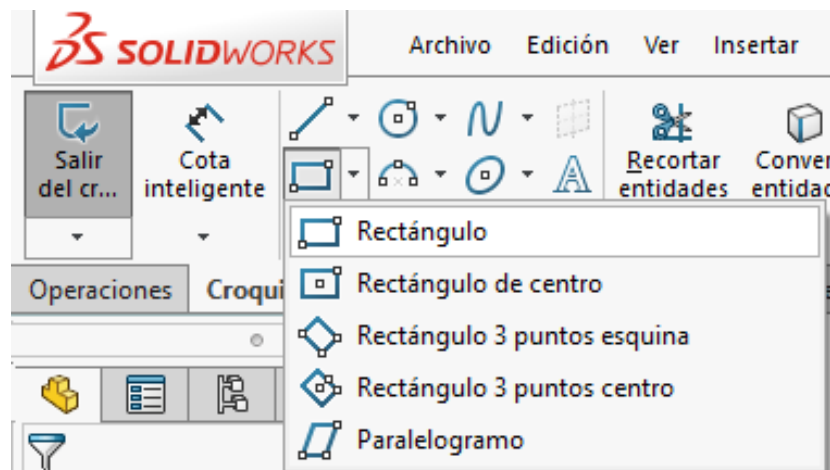 SOLIDWORKS Archivo Edición Ver Insertar
Salir del cr...
Cota inteligente
Recortar entidades
Rectángulo
Operaciones
Rectángulo de centro
Rectángulo 3 puntos esquina
Rectángulo 3 puntos centro
Paralelogramo